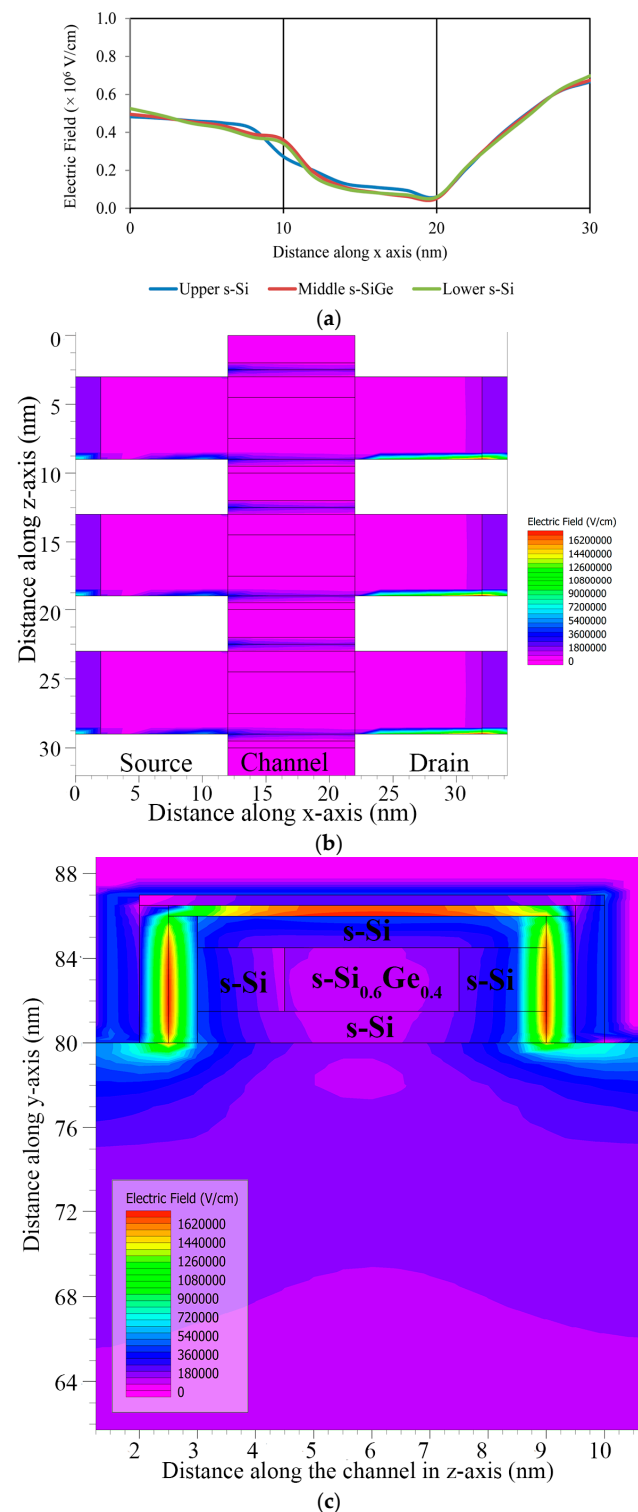 1.0
0.8
0.6
0.4
0.2
0.0
Electric Field (× 10⁶ V/cm)
0 10 20 30
Distance along x axis (nm)
Upper s-Si Middle s-SiGe Lower s-Si
(a)
0
5
10
15
20
25
30
Distance along z-axis (nm)
Source Channel Drain
0 5 10 15 20 25 30
Distance along x-axis (nm)
Electric Field (V/cm)
16200000
14400000
12600000
10800000
9000000
7200000
5400000
3600000
1800000
0
(b)
88
84
80
76
72
68
64
Distance along y-axis (nm)
s-Si
s-Si s-Si₀.₆Ge₀.₄ s-Si
s-Si
Electric Field (V/cm)
1620000
1440000
1260000
1080000
900000
720000
540000
360000
180000
0
2 3 4 5 6 7 8 9 10
Distance along the channel in z-axis (nm)
(c)